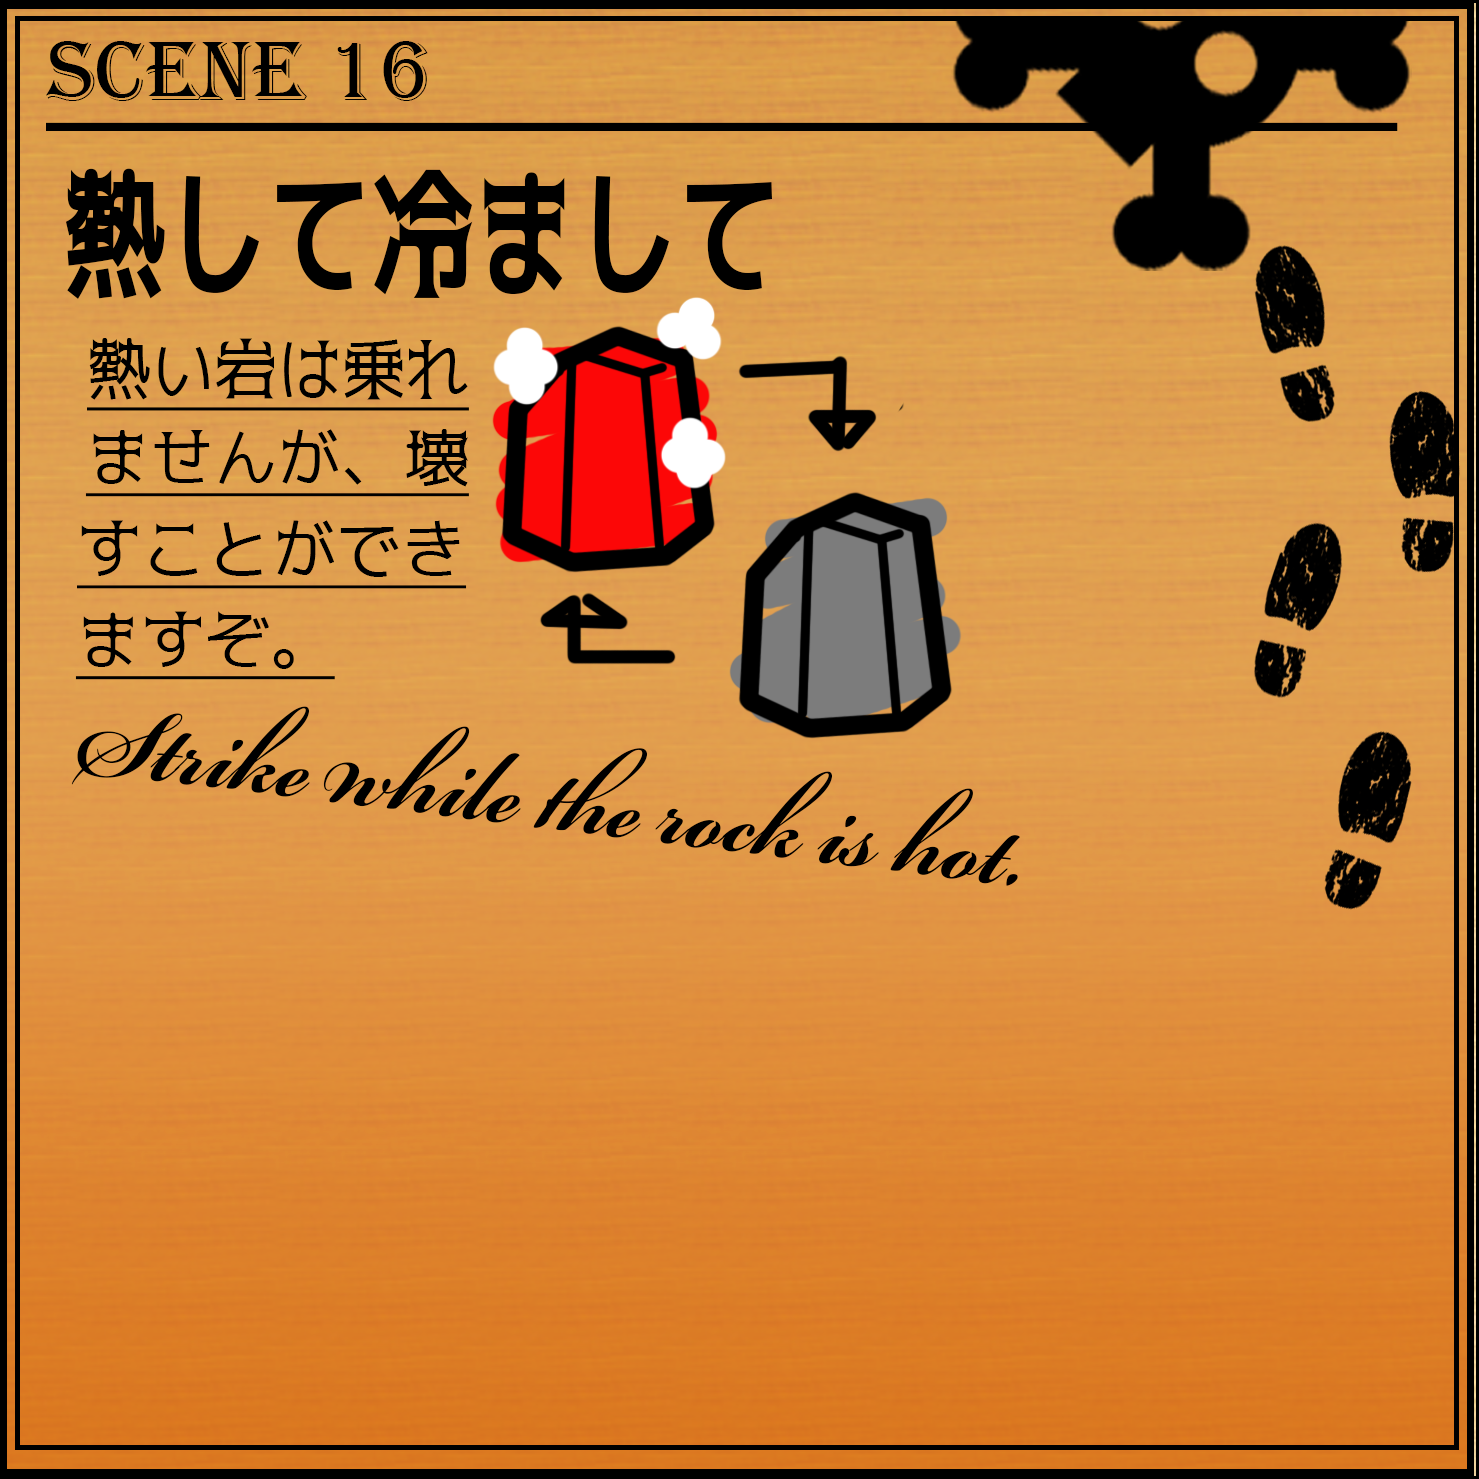 SCENE 16
熱して冷まして
熱い岩は乗れ
ませんが、壊
すことができ
ますぞ。
Strike while the rock is hot.